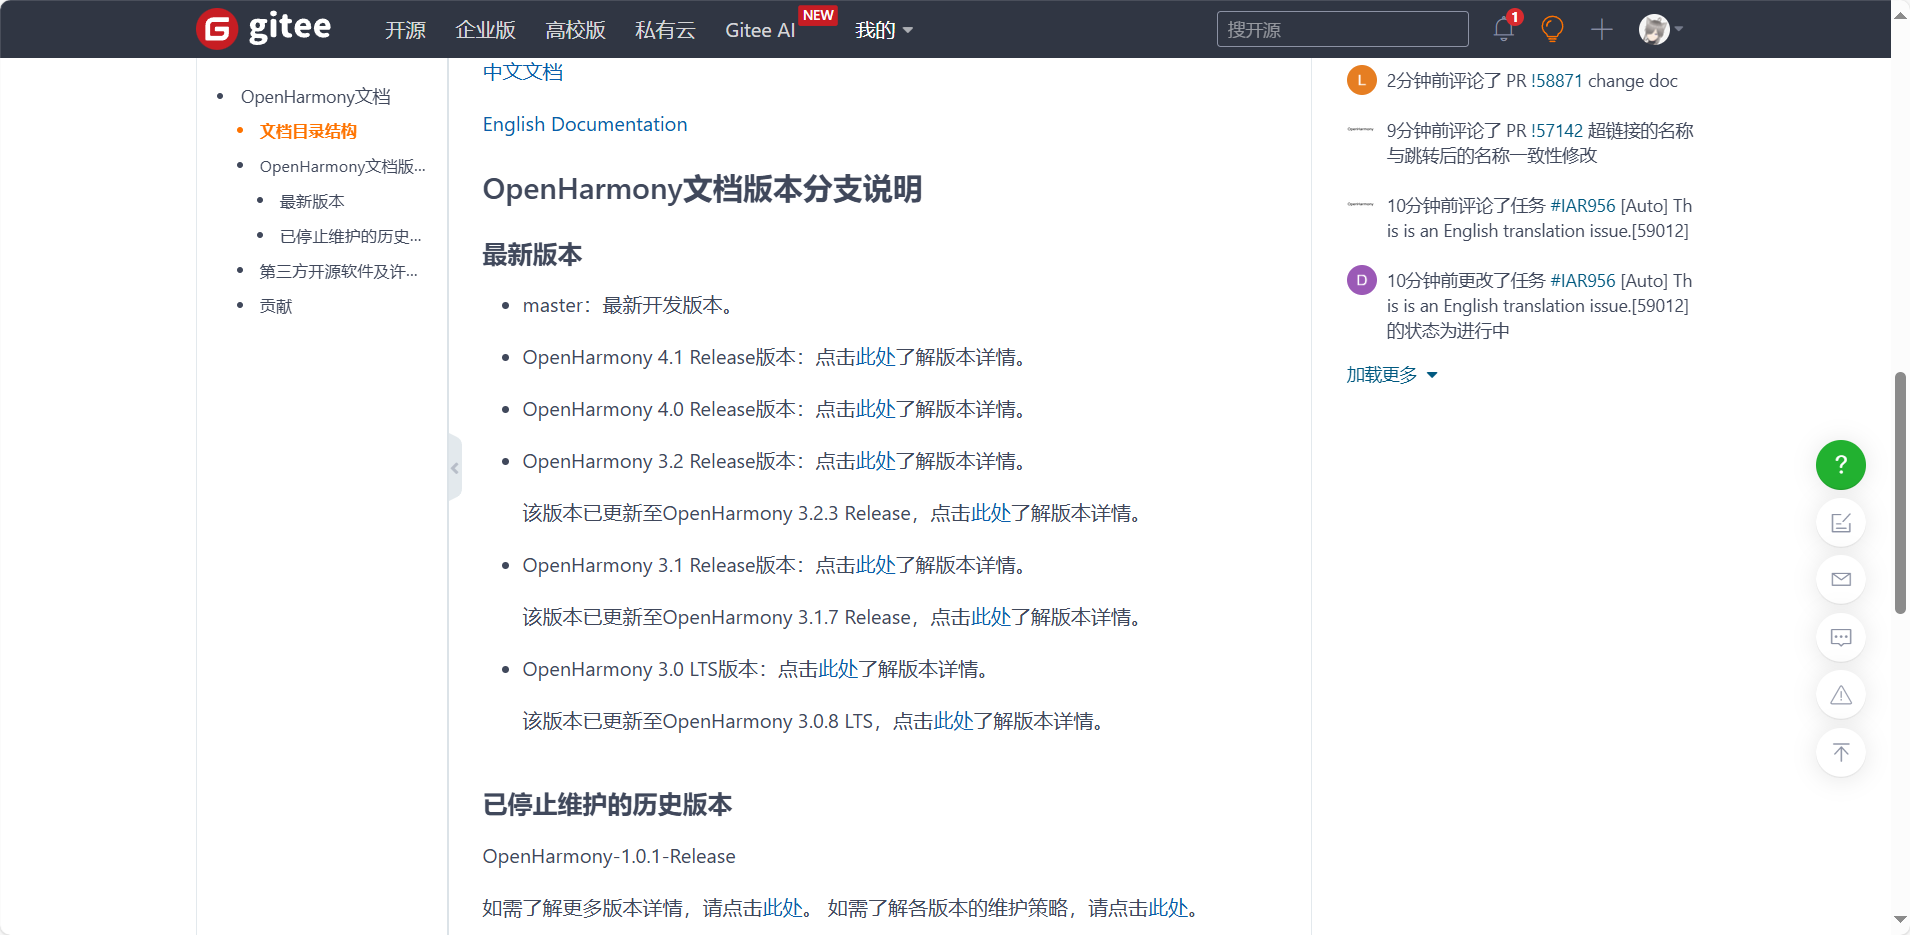 gitee
开源
企业版
高校版
私有云
Gitee AI
NEW
我的
搜开源
1
OpenHarmony文档
文档目录结构
OpenHarmony文档版...
最新版本
已停止维护的历史...
第三方开源软件及许...
贡献
中文文档
English Documentation
OpenHarmony文档版本分支说明
最新版本
master：最新开发版本。
OpenHarmony 4.1 Release版本：点击此处了解版本详情。
OpenHarmony 4.0 Release版本：点击此处了解版本详情。
OpenHarmony 3.2 Release版本：点击此处了解版本详情。
该版本已更新至OpenHarmony 3.2.3 Release，点击此处了解版本详情。
OpenHarmony 3.1 Release版本：点击此处了解版本详情。
该版本已更新至OpenHarmony 3.1.7 Release，点击此处了解版本详情。
OpenHarmony 3.0 LTS版本：点击此处了解版本详情。
该版本已更新至OpenHarmony 3.0.8 LTS，点击此处了解版本详情。
已停止维护的历史版本
OpenHarmony-1.0.1-Release
如需了解更多版本详情，请点击此处。 如需了解各版本的维护策略，请点击此处。
L
2分钟前评论了 PR !58871 change doc
OpenHarmony
9分钟前评论了 PR !57142 超链接的名称
与跳转后的名称一致性修改
OpenHarmony
10分钟前评论了任务 #IAR956 [Auto] Th
is is an English translation issue.[59012]
D
10分钟前更改了任务 #IAR956 [Auto] Th
is is an English translation issue.[59012]
的状态为进行中
加载更多
?